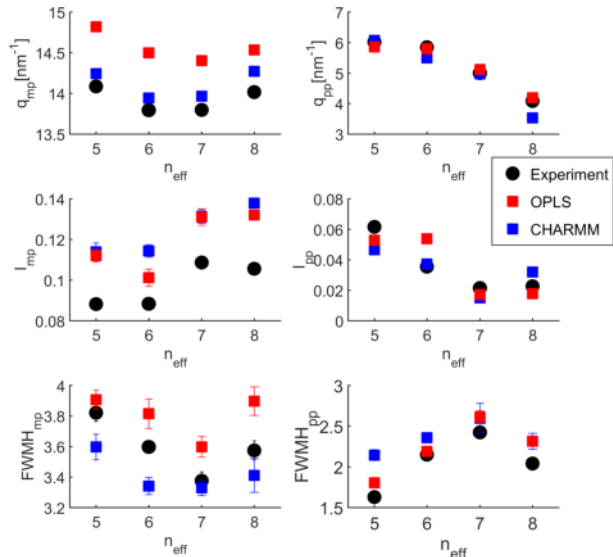 15
14.5
14
13.5
q_mp[nm⁻¹]
5 6 7 8
n_eff
7
6
5
4
3
q_pp[nm⁻¹]
5 6 7 8
n_eff
Experiment
OPLS
CHARMM
0.14
0.12
0.1
0.08
I_mp
5 6 7 8
n_eff
0.08
0.06
0.04
0.02
0
I_pp
5 6 7 8
n_eff
4
3.8
3.6
3.4
3.2
FWMH_mp
5 6 7 8
n_eff
3
2.5
2
1.5
FWMH_pp
5 6 7 8
n_eff